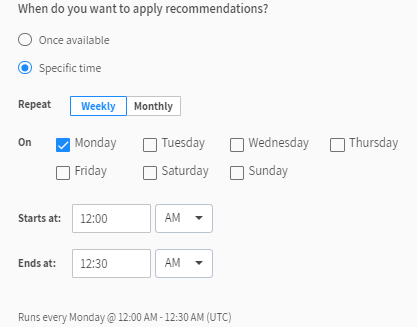 When do you want to apply recommendations?
Once available
Specific time
Repeat Weekly Monthly
On Monday Tuesday Wednesday Thursday
Friday Saturday Sunday
Starts at: 12:00 AM
Ends at: 12:30 AM
Runs every Monday @ 12:00 AM - 12:30 AM (UTC)